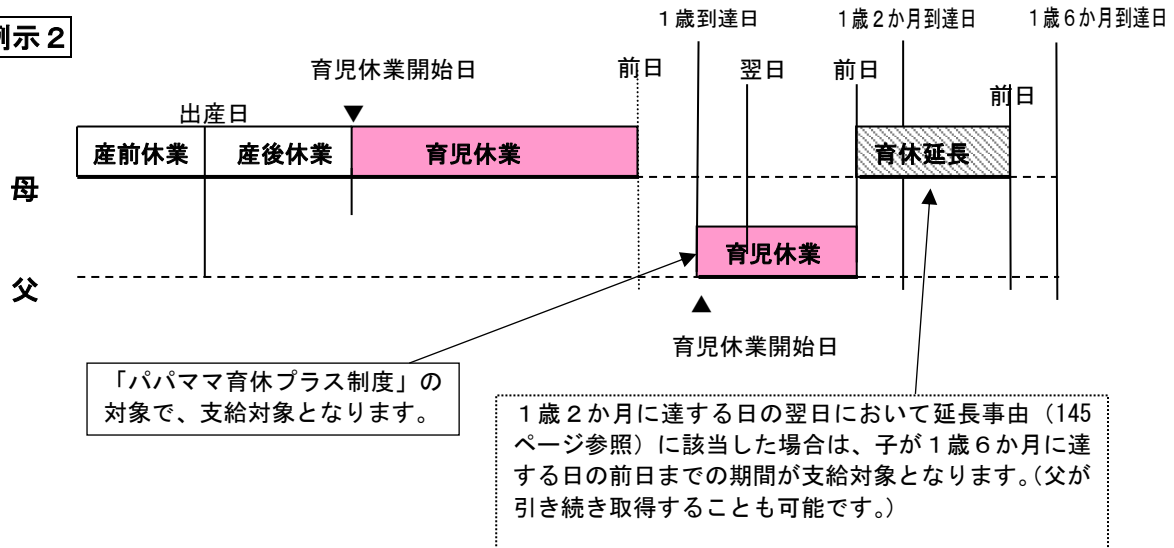 例示２
１歳到達日 １歳２か月到達日 １歳６か月到達日
育児休業開始日 前日 翌日 前日 前日
出産日 ▼
産前休業 産後休業 育児休業 育休延長
母
育児休業
父
▲
育児休業開始日
「パパママ育休プラス制度」の
対象で、支給対象となります。
１歳２か月に達する日の翌日において延長事由（145
ページ参照）に該当した場合は、子が１歳６か月に達
する日の前日までの期間が支給対象となります。（父が
引き続き取得することも可能です。）